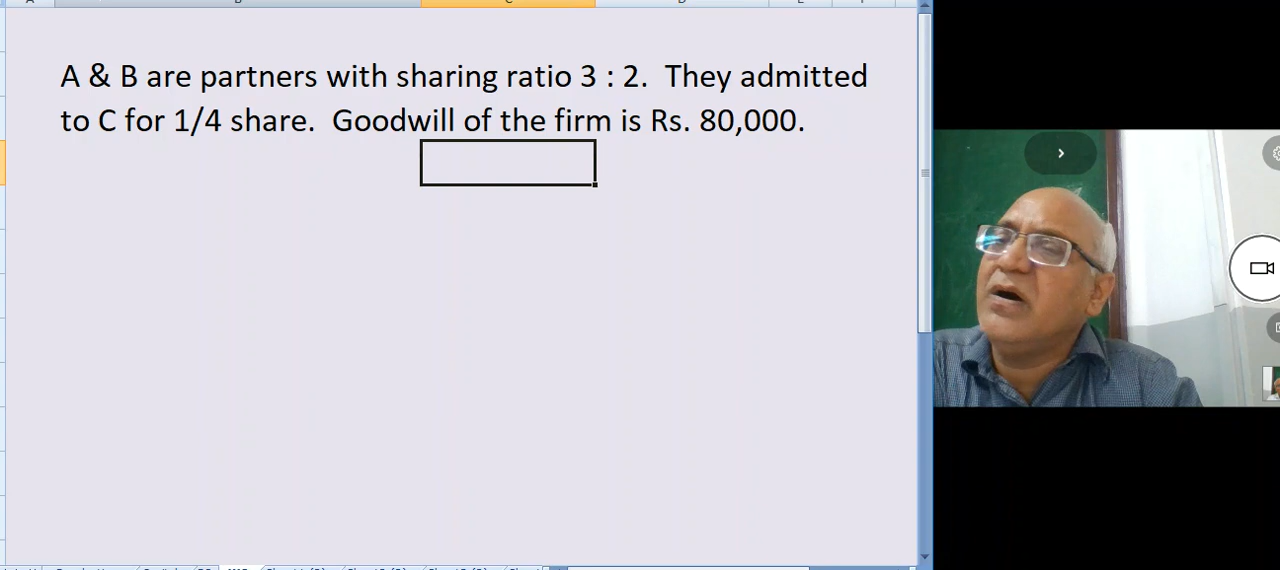 A & B are partners with sharing ratio 3 : 2. They admitted
to C for 1/4 share. Goodwill of the firm is Rs. 80,000.